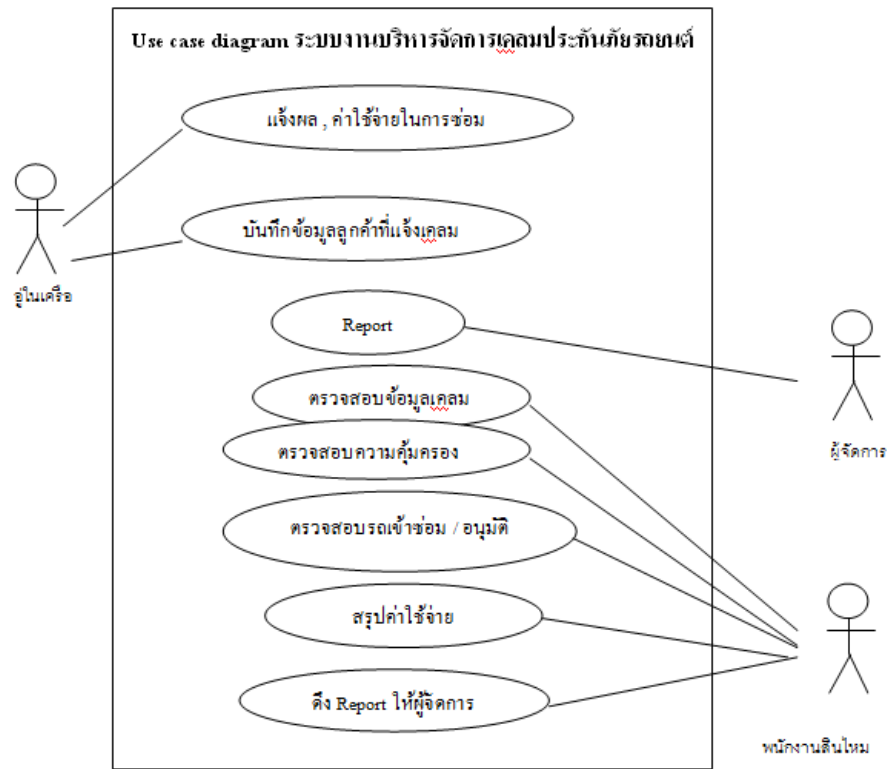 Use case diagram ระบบงานบริหารจัดการเคลมประกันภัยรถยนต์
แจ้งผล , ค่าใช้จ่ายในการซ่อม
บันทึกข้อมูลลูกค้าที่แจ้งเคลม
อู่ในเครือ
Report
ตรวจสอบข้อมูลเคลม
ตรวจสอบความคุ้มครอง
ผู้จัดการ
ตรวจสอบรถเข้าซ่อม / อนุมัติ
สรุปค่าใช้จ่าย
ดึง Report ให้ผู้จัดการ
พนักงานสินไหม